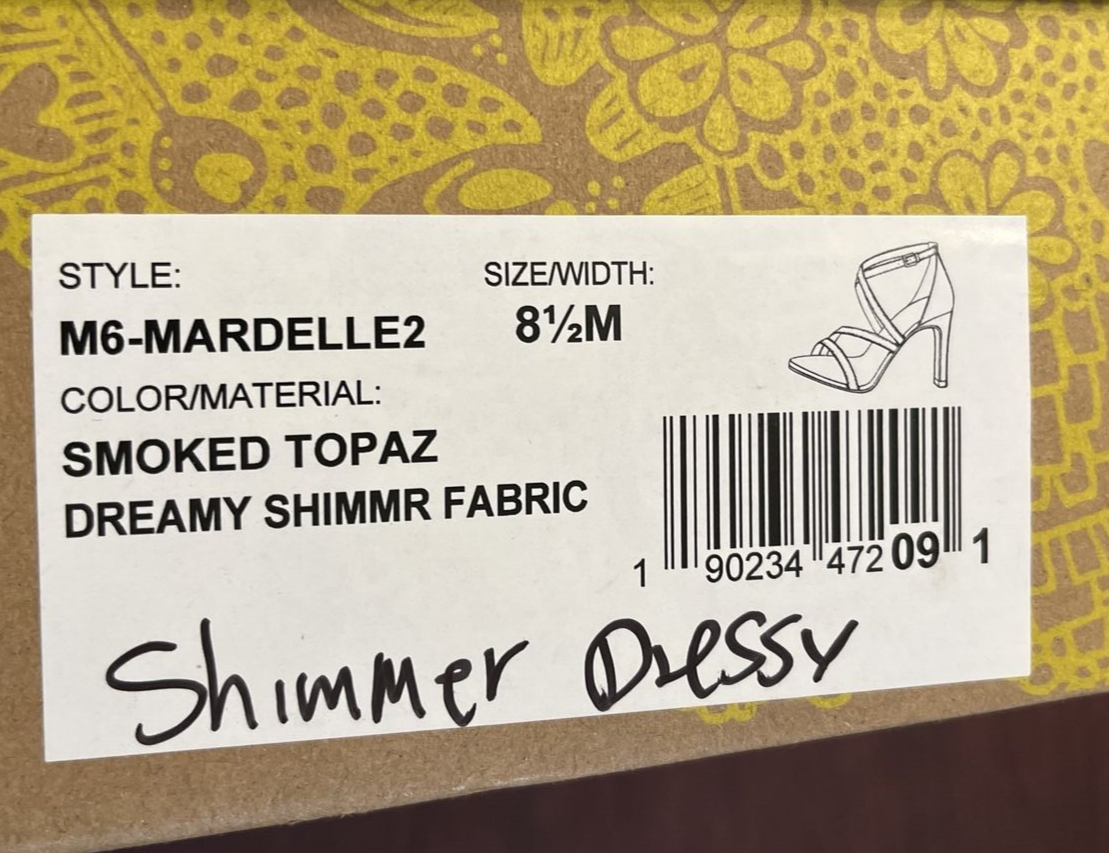 STYLE: SIZE/WIDTH:
M6-MARDELLE2 8½M
COLOR/MATERIAL:
SMOKED TOPAZ
DREAMY SHIMMR FABRIC
1 90234 47209 1
Shimmer Dressy